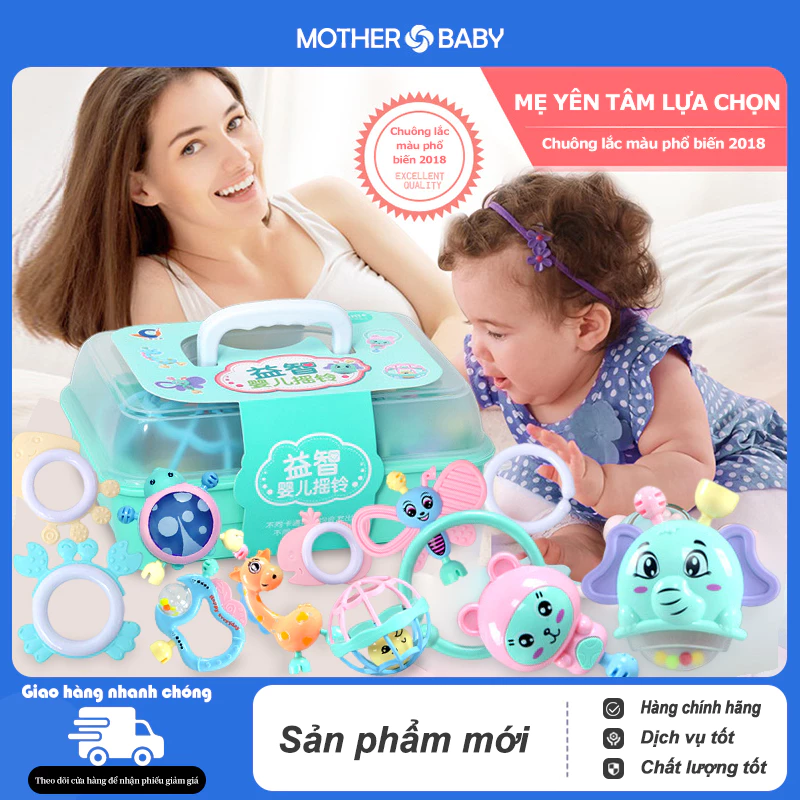 MOTHER BABY
MẸ YÊN TÂM LỰA CHỌN
Chuông lắc màu phổ biến 2018
Chuông lắc
màu phổ
biến 2018
EXCELLENT
QUALITY
益智
婴儿摇铃
益智
婴儿摇铃
Giao hàng nhanh chóng
Theo dõi cửa hàng để nhận phiếu giảm giá
Sản phẩm mới
Hàng chính hãng
Dịch vụ tốt
Chất lượng tốt